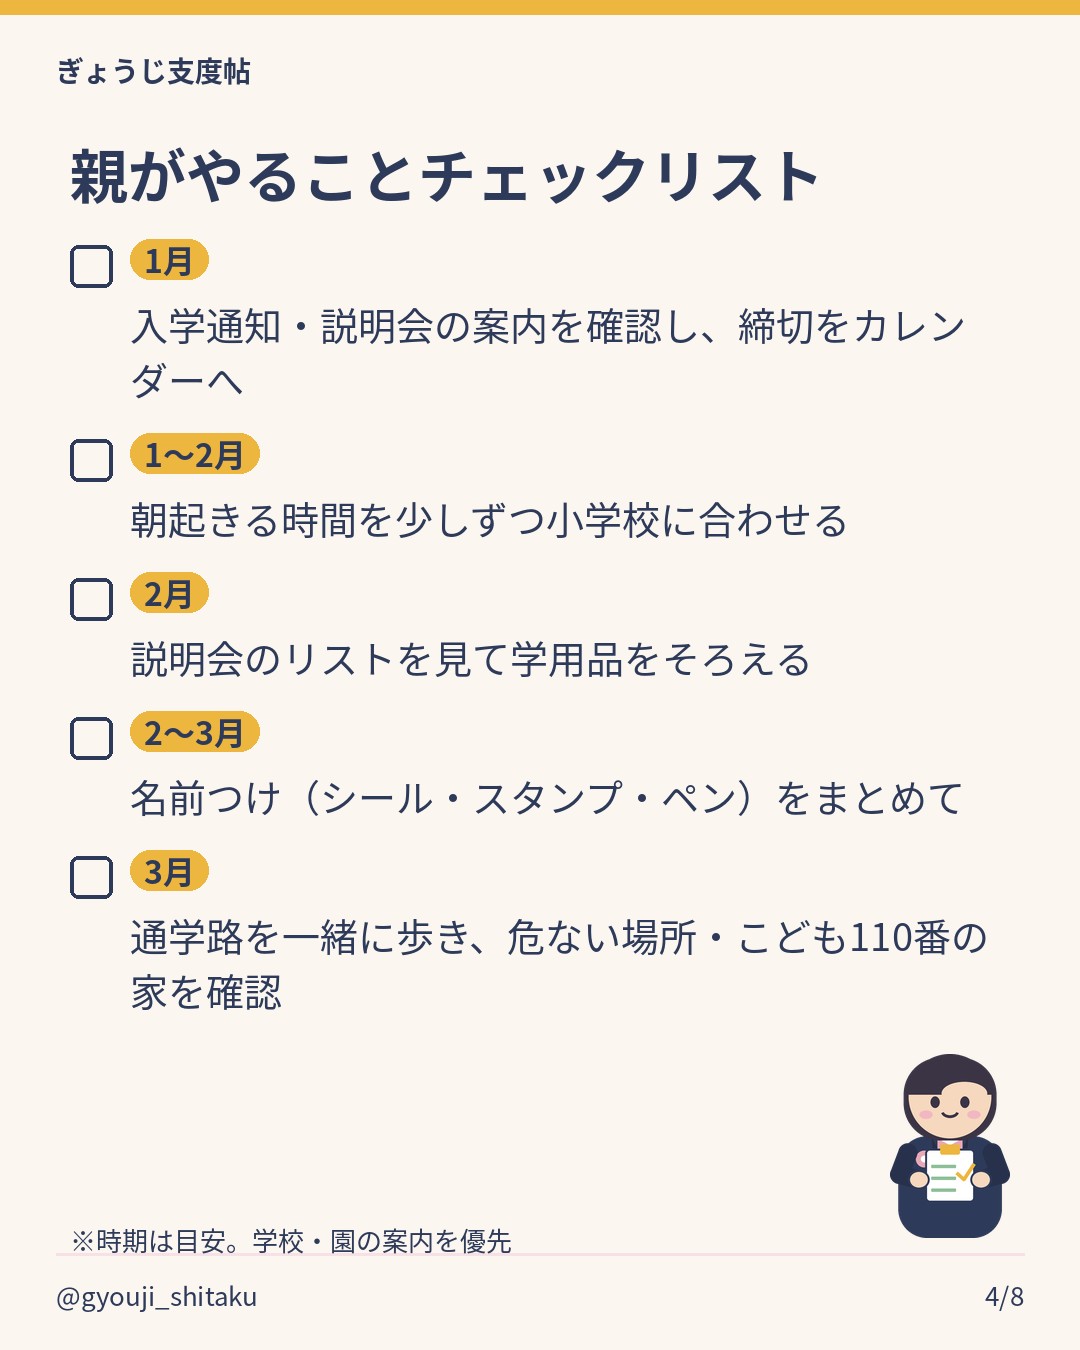 ぎょうじ支度帖
親がやることチェックリスト
1月
入学通知・説明会の案内を確認し、締切をカレン
ダーへ
1〜2月
朝起きる時間を少しずつ小学校に合わせる
2月
説明会のリストを見て学用品をそろえる
2〜3月
名前つけ（シール・スタンプ・ペン）をまとめて
3月
通学路を一緒に歩き、危ない場所・こども110番の
家を確認
※時期は目安。学校・園の案内を優先
@gyouji_shitaku
4/8